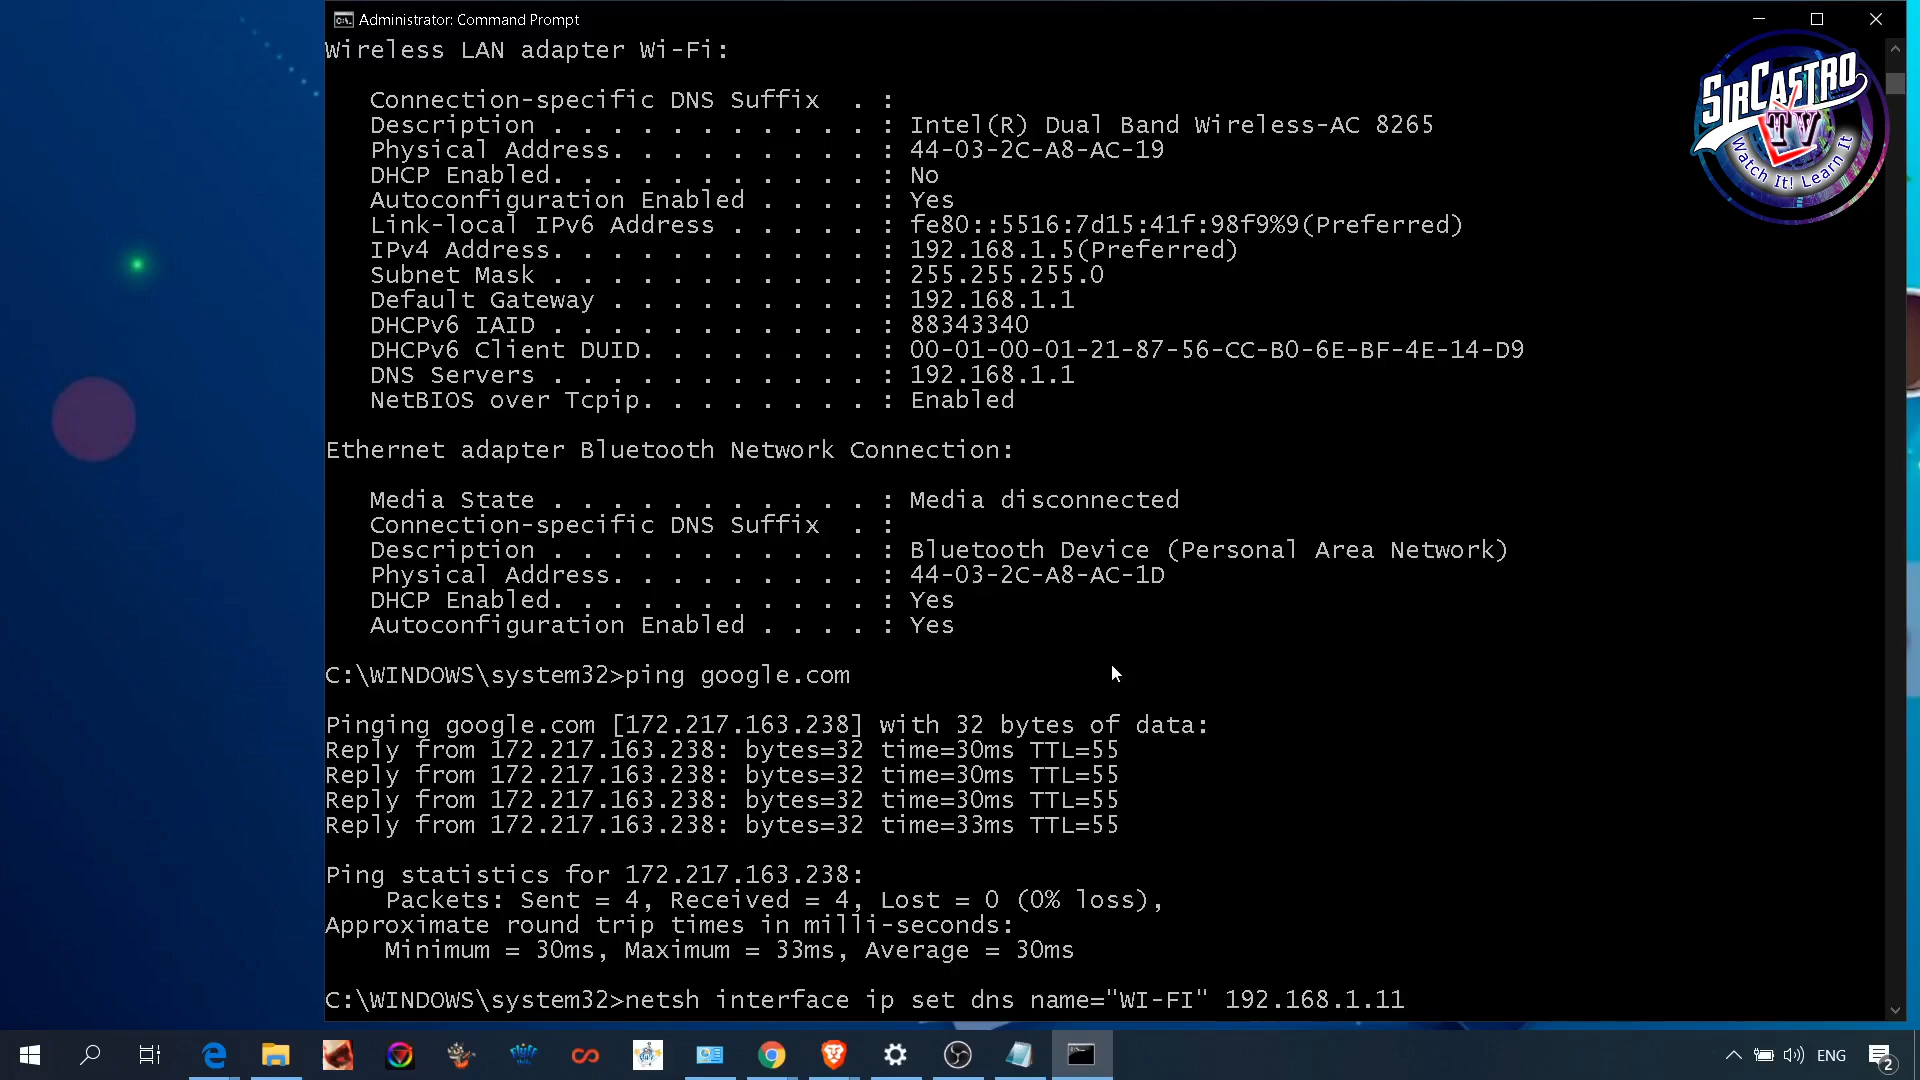 Administrator: Command Prompt
Wireless LAN adapter Wi-Fi:
Connection-specific DNS Suffix  . :
Description . . . . . . . . . . . : Intel(R) Dual Band Wireless-AC 8265
Physical Address. . . . . . . . . : 44-03-2C-A8-AC-19
DHCP Enabled. . . . . . . . . . . : No
Autoconfiguration Enabled . . . . : Yes
Link-local IPv6 Address . . . . . : fe80::5516:7d15:41f:98f9%9(Preferred)
IPv4 Address. . . . . . . . . . . : 192.168.1.5(Preferred)
Subnet Mask . . . . . . . . . . . : 255.255.255.0
Default Gateway . . . . . . . . . : 192.168.1.1
DHCPv6 IAID . . . . . . . . . . . : 88343340
DHCPv6 Client DUID. . . . . . . . : 00-01-00-01-21-87-56-CC-B0-6E-BF-4E-14-D9
DNS Servers . . . . . . . . . . . : 192.168.1.1
NetBIOS over Tcpip. . . . . . . . : Enabled
Ethernet adapter Bluetooth Network Connection:
Media State . . . . . . . . . . . : Media disconnected
Connection-specific DNS Suffix  . :
Description . . . . . . . . . . . : Bluetooth Device (Personal Area Network)
Physical Address. . . . . . . . . : 44-03-2C-A8-AC-1D
DHCP Enabled. . . . . . . . . . . : Yes
Autoconfiguration Enabled . . . . : Yes
C:\WINDOWS\system32>ping google.com
Pinging google.com [172.217.163.238] with 32 bytes of data:
Reply from 172.217.163.238: bytes=32 time=30ms TTL=55
Reply from 172.217.163.238: bytes=32 time=30ms TTL=55
Reply from 172.217.163.238: bytes=32 time=30ms TTL=55
Reply from 172.217.163.238: bytes=32 time=33ms TTL=55
Ping statistics for 172.217.163.238:
Packets: Sent = 4, Received = 4, Lost = 0 (0% loss),
Approximate round trip times in milli-seconds:
Minimum = 30ms, Maximum = 33ms, Average = 30ms
C:\WINDOWS\system32>netsh interface ip set dns name="WI-FI" 192.168.1.11
SIRCASTRO
TV
Watch It! Learn It
ENG
2